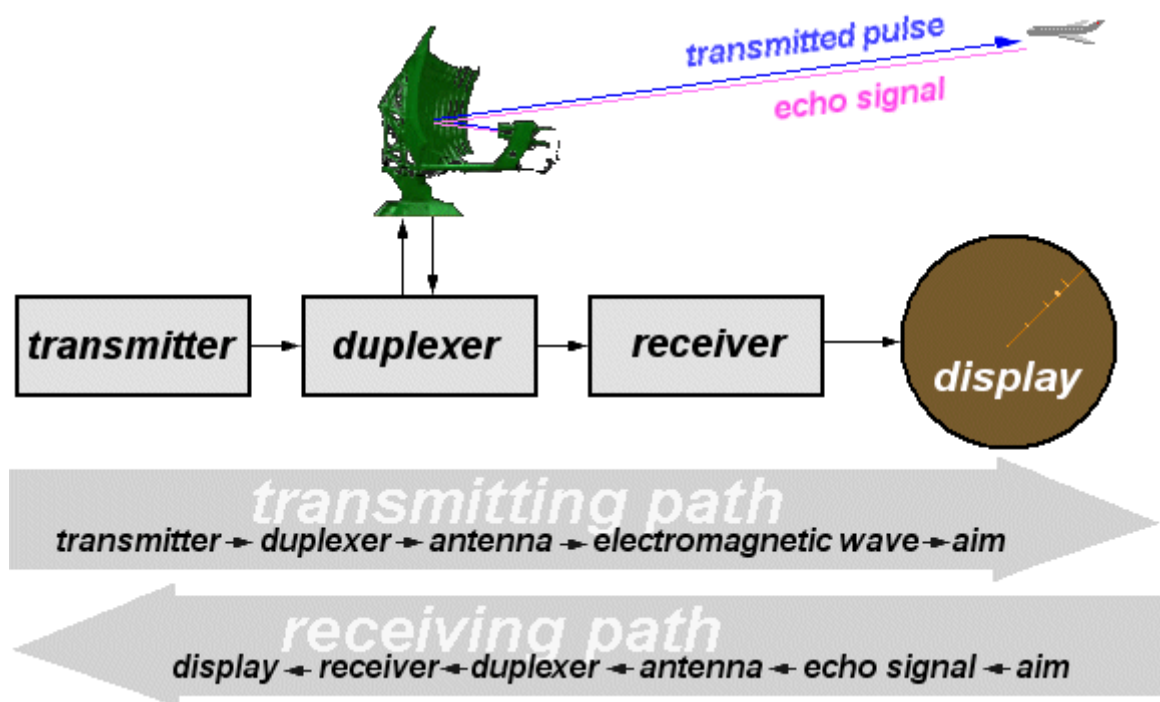 transmitted pulse
echo signal
transmitter
duplexer
receiver
display
transmitting path
transmitter duplexer antenna electromagnetic wave aim
receiving path
display receiver duplexer antenna echo signal aim